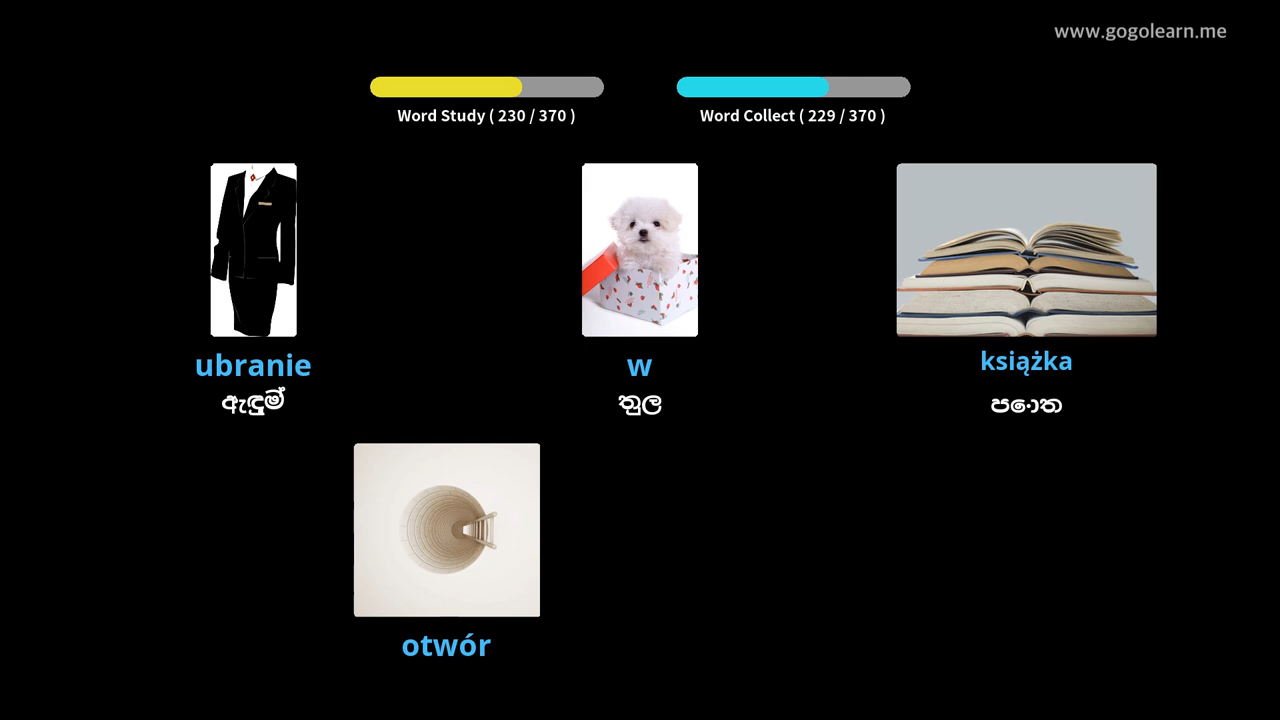 www.gogolearn.me
Word Study ( 230 / 370 )
Word Collect ( 229 / 370 )
ubranie
ඇඳුම්
w
තුල
książka
පොත
otwór